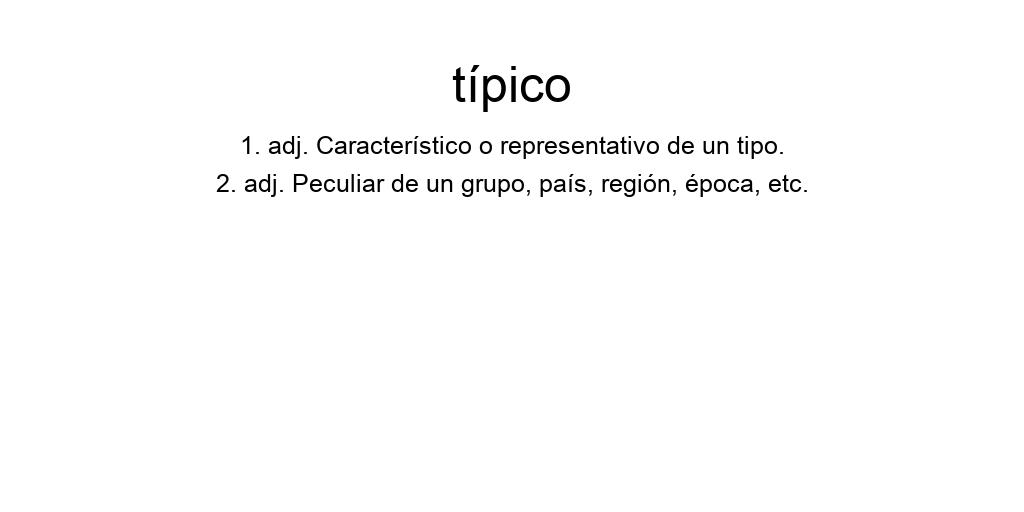 típico
1. adj. Característico o representativo de un tipo.
2. adj. Peculiar de un grupo, país, región, época, etc.